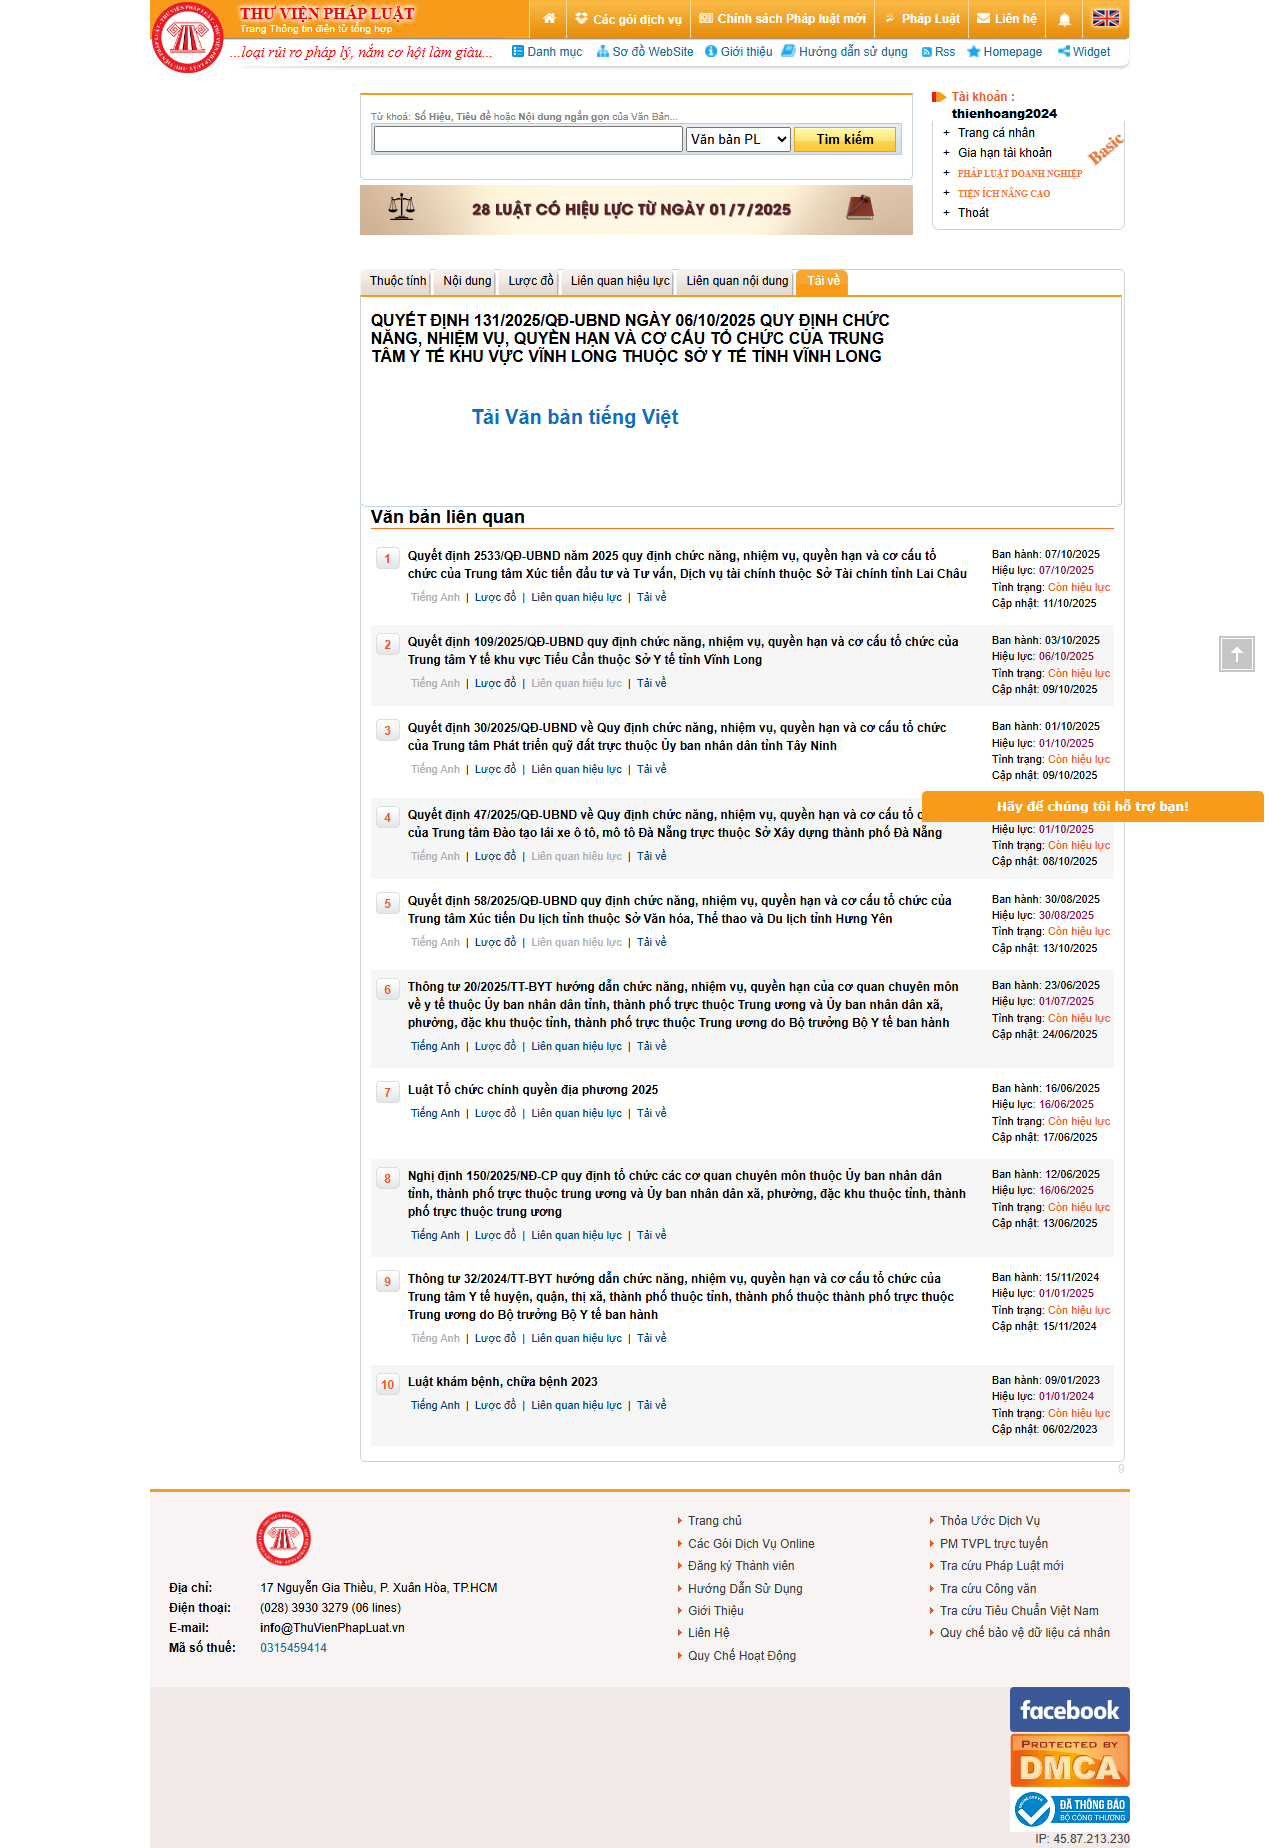 THƯ VIỆN PHÁP LUẬT
Trang Thông tin điện tử tổng hợp
Các gói dịch vụ
Chính sách Pháp luật mới
Pháp Luật
Liên hệ
...loại rủi ro pháp lý, nắm cơ hội làm giàu...
Danh mục
Sơ đồ WebSite
Giới thiệu
Hướng dẫn sử dụng
Rss
Homepage
Widget
Từ khoá: Số Hiệu, Tiêu đề hoặc Nội dung ngắn gọn của Văn Bản...
Văn bản PL
Tìm kiếm
28 LUẬT CÓ HIỆU LỰC TỪ NGÀY 01/7/2025
Tài khoản :
thienhoang2024
Basic
+ Trang cá nhân
+ Gia hạn tài khoản
+ PHÁP LUẬT DOANH NGHIỆP
+ TIỆN ÍCH NÂNG CAO
+ Thoát
Thuộc tính
Nội dung
Lược đồ
Liên quan hiệu lực
Liên quan nội dung
Tải về
QUYẾT ĐỊNH 131/2025/QĐ-UBND NGÀY 06/10/2025 QUY ĐỊNH CHỨC
NĂNG, NHIỆM VỤ, QUYỀN HẠN VÀ CƠ CẤU TỔ CHỨC CỦA TRUNG
TÂM Y TẾ KHU VỰC VĨNH LONG THUỘC SỞ Y TẾ TỈNH VĨNH LONG
Tải Văn bản tiếng Việt
Văn bản liên quan
1
Quyết định 2533/QĐ-UBND năm 2025 quy định chức năng, nhiệm vụ, quyền hạn và cơ cấu tổ
chức của Trung tâm Xúc tiến đầu tư và Tư vấn, Dịch vụ tài chính thuộc Sở Tài chính tỉnh Lai Châu
Tiếng Anh | Lược đồ | Liên quan hiệu lực | Tải về
Ban hành: 07/10/2025
Hiệu lực: 07/10/2025
Tình trạng: Còn hiệu lực
Cập nhật: 11/10/2025
2
Quyết định 109/2025/QĐ-UBND quy định chức năng, nhiệm vụ, quyền hạn và cơ cấu tổ chức của
Trung tâm Y tế khu vực Tiểu Cần thuộc Sở Y tế tỉnh Vĩnh Long
Tiếng Anh | Lược đồ | Liên quan hiệu lực | Tải về
Ban hành: 03/10/2025
Hiệu lực: 06/10/2025
Tình trạng: Còn hiệu lực
Cập nhật: 09/10/2025
3
Quyết định 30/2025/QĐ-UBND về Quy định chức năng, nhiệm vụ, quyền hạn và cơ cấu tổ chức
của Trung tâm Phát triển quỹ đất trực thuộc Ủy ban nhân dân tỉnh Tây Ninh
Tiếng Anh | Lược đồ | Liên quan hiệu lực | Tải về
Ban hành: 01/10/2025
Hiệu lực: 01/10/2025
Tình trạng: Còn hiệu lực
Cập nhật: 09/10/2025
Hãy để chúng tôi hỗ trợ bạn!
4
Quyết định 47/2025/QĐ-UBND về Quy định chức năng, nhiệm vụ, quyền hạn và cơ cấu tổ
của Trung tâm Đào tạo lái xe ô tô, mô tô Đà Nẵng trực thuộc Sở Xây dựng thành phố Đà Nẵng
Tiếng Anh | Lược đồ | Liên quan hiệu lực | Tải về
Hiệu lực: 01/10/2025
Tình trạng: Còn hiệu lực
Cập nhật: 08/10/2025
5
Quyết định 58/2025/QĐ-UBND quy định chức năng, nhiệm vụ, quyền hạn và cơ cấu tổ chức của
Trung tâm Xúc tiến Du lịch tỉnh thuộc Sở Văn hóa, Thể thao và Du lịch tỉnh Hưng Yên
Tiếng Anh | Lược đồ | Liên quan hiệu lực | Tải về
Ban hành: 30/08/2025
Hiệu lực: 30/08/2025
Tình trạng: Còn hiệu lực
Cập nhật: 13/10/2025
6
Thông tư 20/2025/TT-BYT hướng dẫn chức năng, nhiệm vụ, quyền hạn của cơ quan chuyên môn
về y tế thuộc Ủy ban nhân dân tỉnh, thành phố trực thuộc Trung ương và Ủy ban nhân dân xã,
phường, đặc khu thuộc tỉnh, thành phố trực thuộc Trung ương do Bộ trưởng Bộ Y tế ban hành
Tiếng Anh | Lược đồ | Liên quan hiệu lực | Tải về
Ban hành: 23/06/2025
Hiệu lực: 01/07/2025
Tình trạng: Còn hiệu lực
Cập nhật: 24/06/2025
7
Luật Tổ chức chính quyền địa phương 2025
Tiếng Anh | Lược đồ | Liên quan hiệu lực | Tải về
Ban hành: 16/06/2025
Hiệu lực: 16/06/2025
Tình trạng: Còn hiệu lực
Cập nhật: 17/06/2025
8
Nghị định 150/2025/NĐ-CP quy định tổ chức các cơ quan chuyên môn thuộc Ủy ban nhân dân
tỉnh, thành phố trực thuộc trung ương và Ủy ban nhân dân xã, phường, đặc khu thuộc tỉnh, thành
phố trực thuộc trung ương
Tiếng Anh | Lược đồ | Liên quan hiệu lực | Tải về
Ban hành: 12/06/2025
Hiệu lực: 16/06/2025
Tình trạng: Còn hiệu lực
Cập nhật: 13/06/2025
9
Thông tư 32/2024/TT-BYT hướng dẫn chức năng, nhiệm vụ, quyền hạn và cơ cấu tổ chức của
Trung tâm Y tế huyện, quận, thị xã, thành phố thuộc tỉnh, thành phố thuộc thành phố trực thuộc
Trung ương do Bộ trưởng Bộ Y tế ban hành
Tiếng Anh | Lược đồ | Liên quan hiệu lực | Tải về
Ban hành: 15/11/2024
Hiệu lực: 01/01/2025
Tình trạng: Còn hiệu lực
Cập nhật: 15/11/2024
10
Luật khám bệnh, chữa bệnh 2023
Tiếng Anh | Lược đồ | Liên quan hiệu lực | Tải về
Ban hành: 09/01/2023
Hiệu lực: 01/01/2024
Tình trạng: Còn hiệu lực
Cập nhật: 06/02/2023
9
Địa chỉ: 17 Nguyễn Gia Thiều, P. Xuân Hòa, TP.HCM
Điện thoại: (028) 3930 3279 (06 lines)
E-mail: info@ThuVienPhapLuat.vn
Mã số thuế: 0315459414
Trang chủ
Các Gói Dịch Vụ Online
Đăng ký Thành viên
Hướng Dẫn Sử Dụng
Giới Thiệu
Liên Hệ
Quy Chế Hoạt Động
Thỏa Ước Dịch Vụ
PM TVPL trực tuyến
Tra cứu Pháp Luật mới
Tra cứu Công văn
Tra cứu Tiêu Chuẩn Việt Nam
Quy chế bảo vệ dữ liệu cá nhân
facebook
PROTECTED BY
DMCA
ĐÃ THÔNG BÁO
BỘ CÔNG THƯƠNG
IP: 45.87.213.230